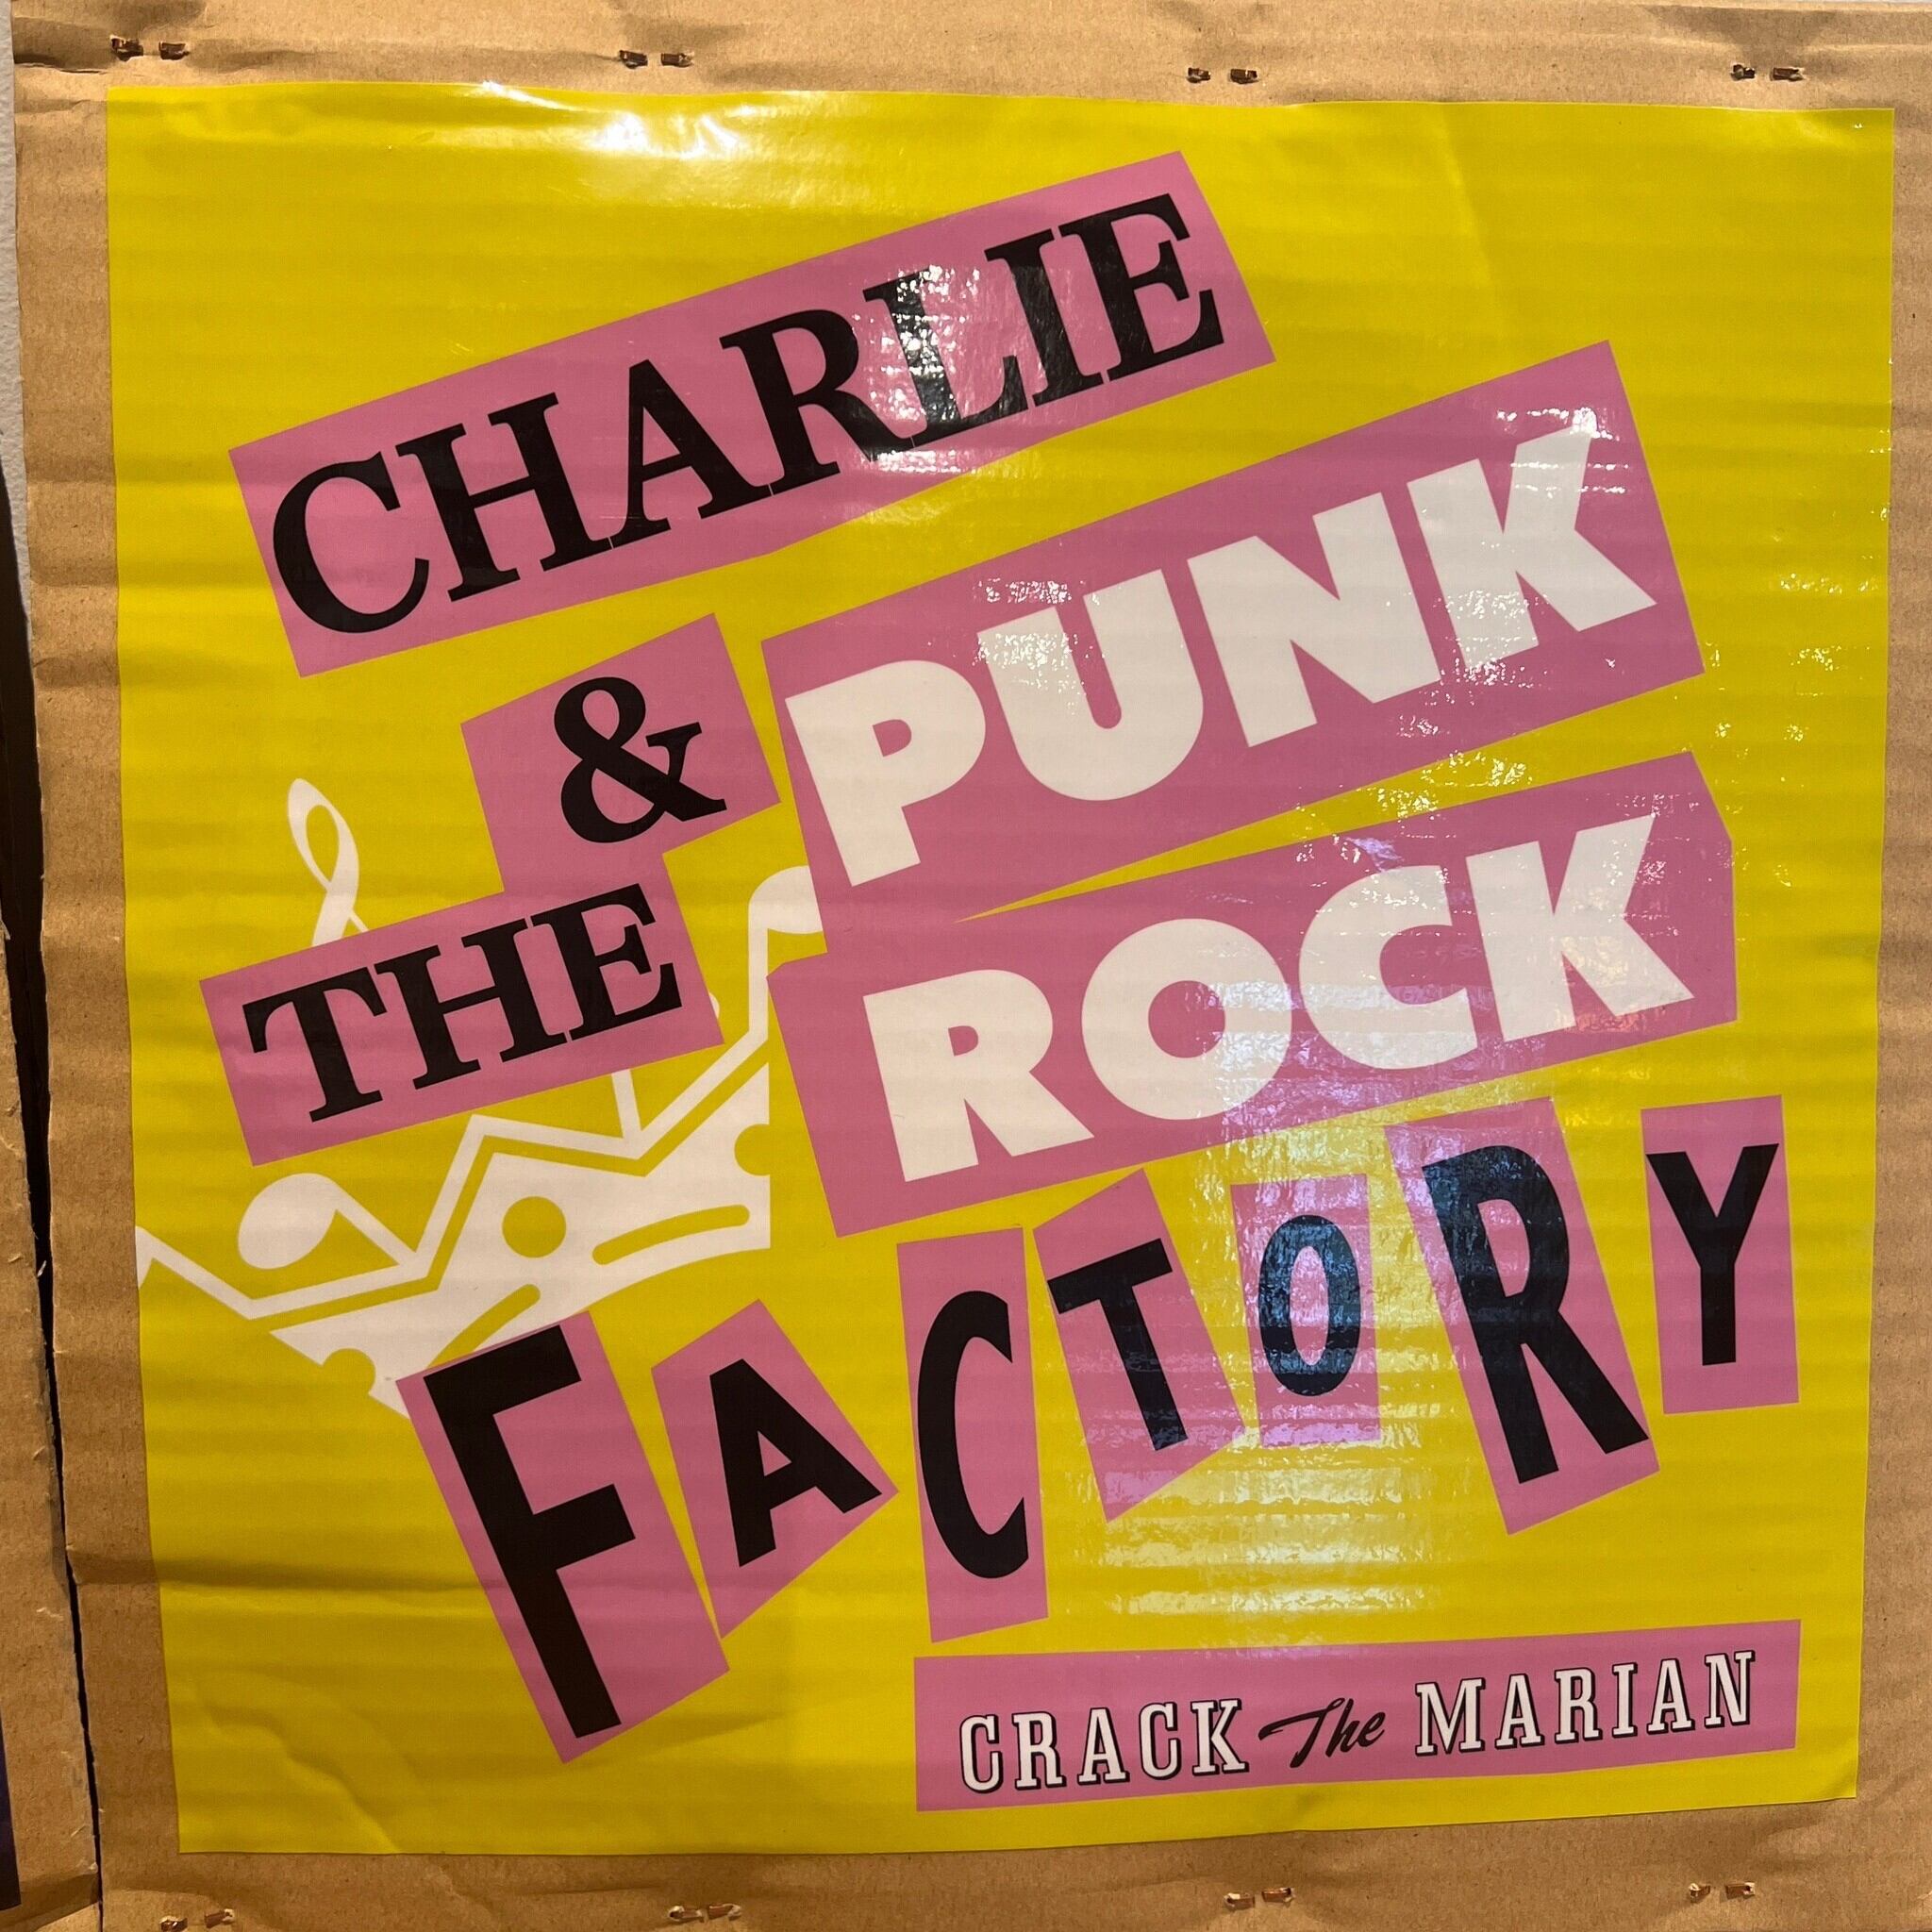 CHARLIE
& PUNK
THE ROCK
FACTORY
CRACK The MARIAN